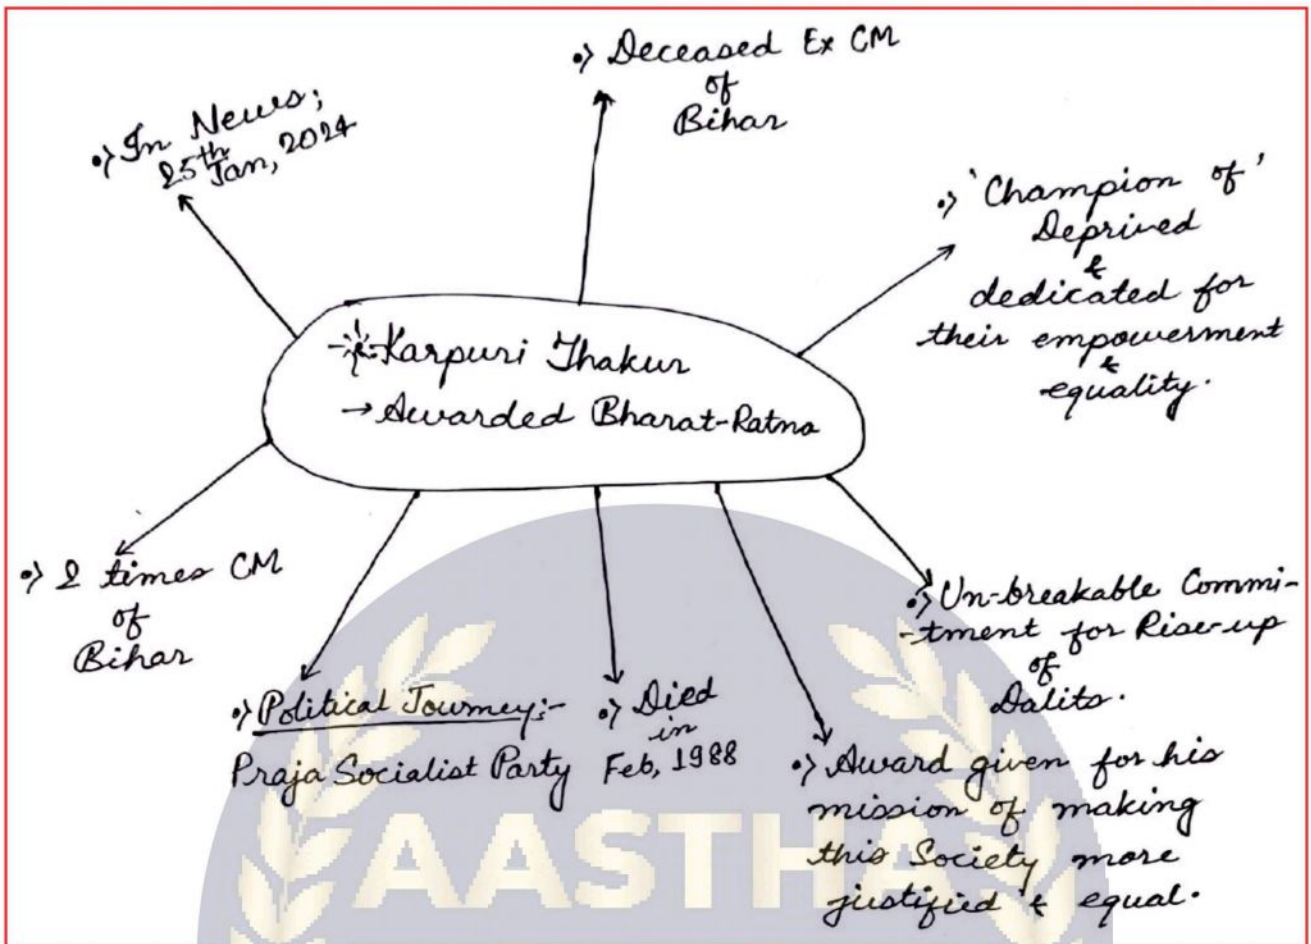 •> In News;
25th Jan, 2024
•> Deceased Ex CM
of
Bihar
•> 'Champion of'
Deprived
&
dedicated for
their empowerment
&
equality.
Karpuri Thakur
→ Awarded Bharat-Ratna
•> 2 times CM
of
Bihar
•> Political Journey:-
Praja Socialist Party
•> Died
in
Feb, 1988
•> Award given for his
mission of making
this Society more
justified & equal.
•> Un-breakable Commi-
-tment for Rise-up
of
Dalits.
AASTHA